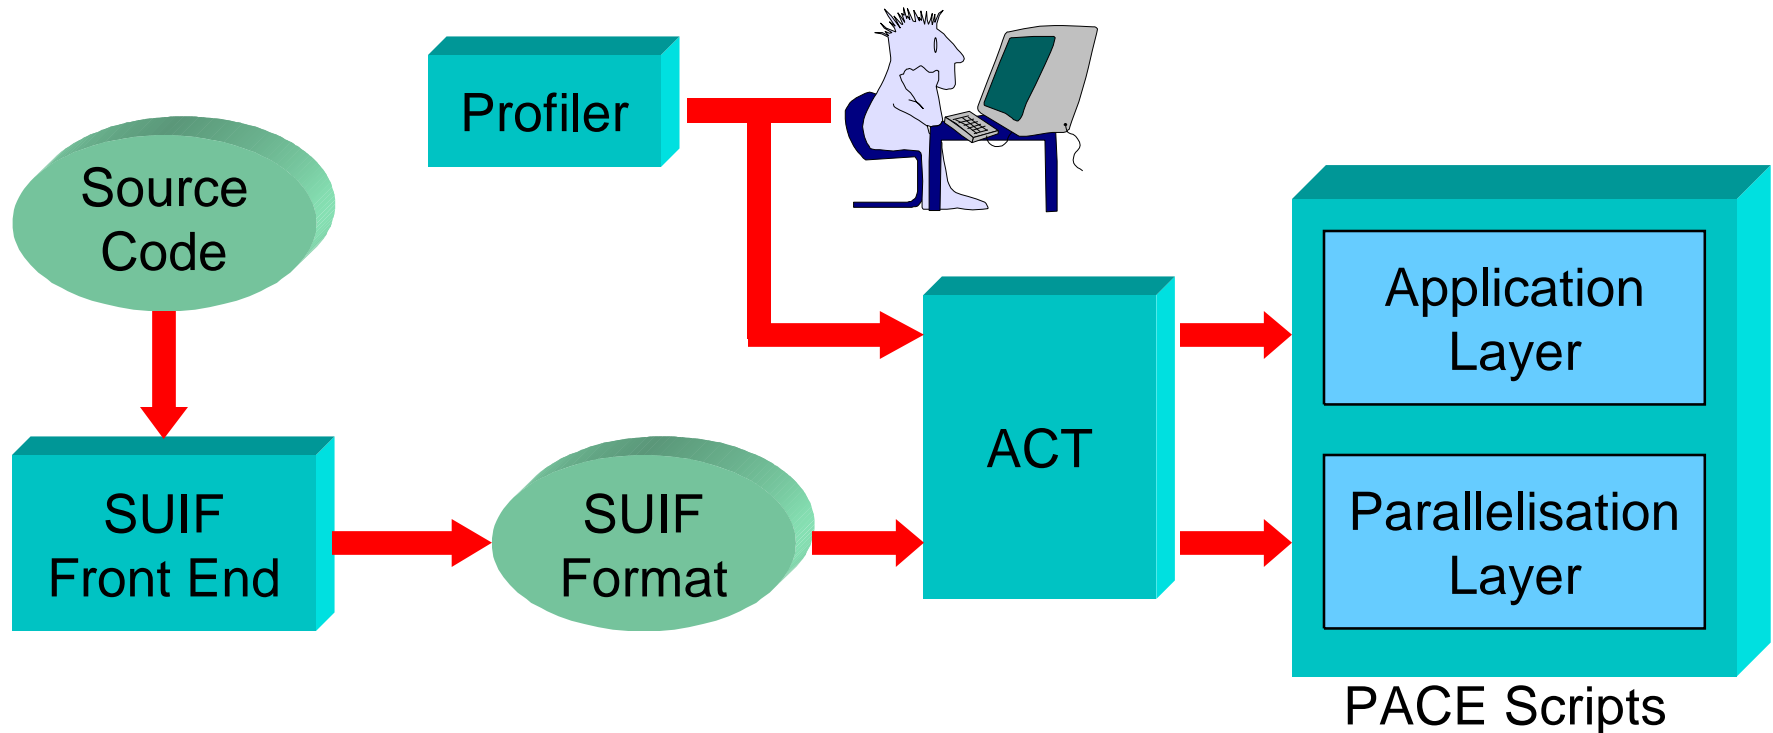 Profiler
Source
Code
SUIF
Front End
SUIF
Format
ACT
Application
Layer
Parallelisation
Layer
PACE Scripts